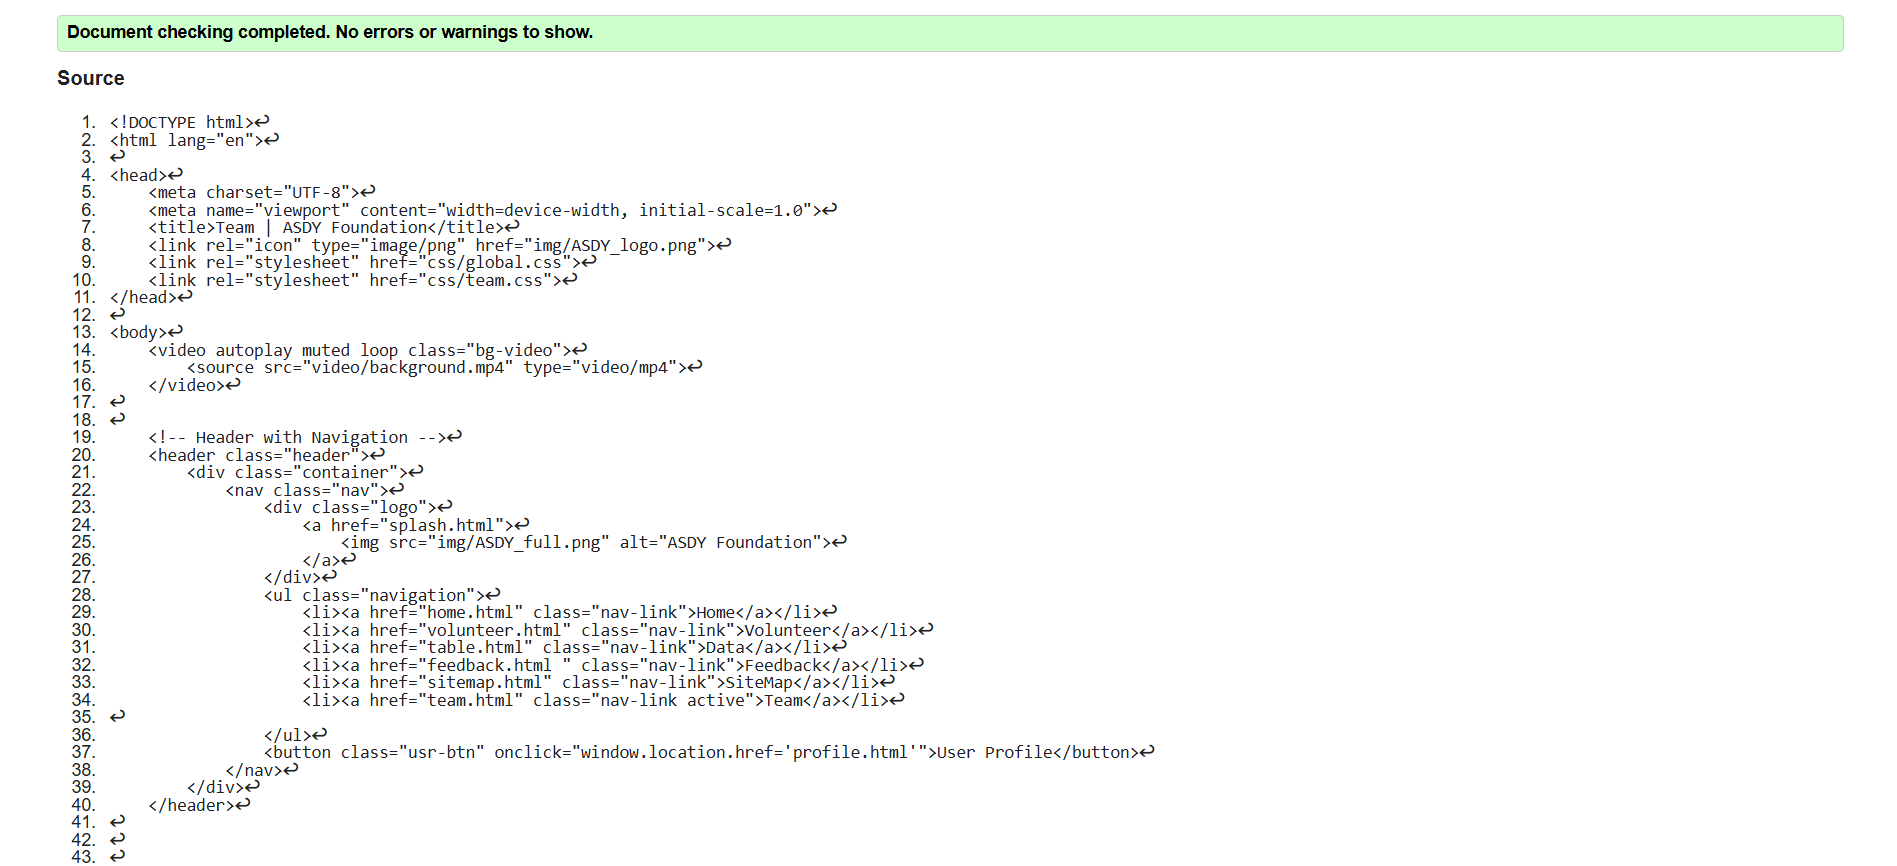 Document checking completed. No errors or warnings to show.
Source
1. <!DOCTYPE html>↩
2. <html lang="en">↩
3. ↩
4. <head>↩
5.     <meta charset="UTF-8">↩
6.     <meta name="viewport" content="width=device-width, initial-scale=1.0">↩
7.     <title>Team | ASDY Foundation</title>↩
8.     <link rel="icon" type="image/png" href="img/ASDY_logo.png">↩
9.     <link rel="stylesheet" href="css/global.css">↩
10.     <link rel="stylesheet" href="css/team.css">↩
11. </head>↩
12. ↩
13. <body>↩
14.     <video autoplay muted loop class="bg-video">↩
15.         <source src="video/background.mp4" type="video/mp4">↩
16.     </video>↩
17. ↩
18. ↩
19.     <!-- Header with Navigation -->↩
20.     <header class="header">↩
21.         <div class="container">↩
22.             <nav class="nav">↩
23.                 <div class="logo">↩
24.                     <a href="splash.html">↩
25.                         <img src="img/ASDY_full.png" alt="ASDY Foundation">↩
26.                     </a>↩
27.                 </div>↩
28.                 <ul class="navigation">↩
29.                     <li><a href="home.html" class="nav-link">Home</a></li>↩
30.                     <li><a href="volunteer.html" class="nav-link">Volunteer</a></li>↩
31.                     <li><a href="table.html" class="nav-link">Data</a></li>↩
32.                     <li><a href="feedback.html " class="nav-link">Feedback</a></li>↩
33.                     <li><a href="sitemap.html" class="nav-link">SiteMap</a></li>↩
34.                     <li><a href="team.html" class="nav-link active">Team</a></li>↩
35. ↩
36.                 </ul>↩
37.                 <button class="usr-btn" onclick="window.location.href='profile.html'">User Profile</button>↩
38.             </nav>↩
39.         </div>↩
40.     </header>↩
41. ↩
42. ↩
43. ↩